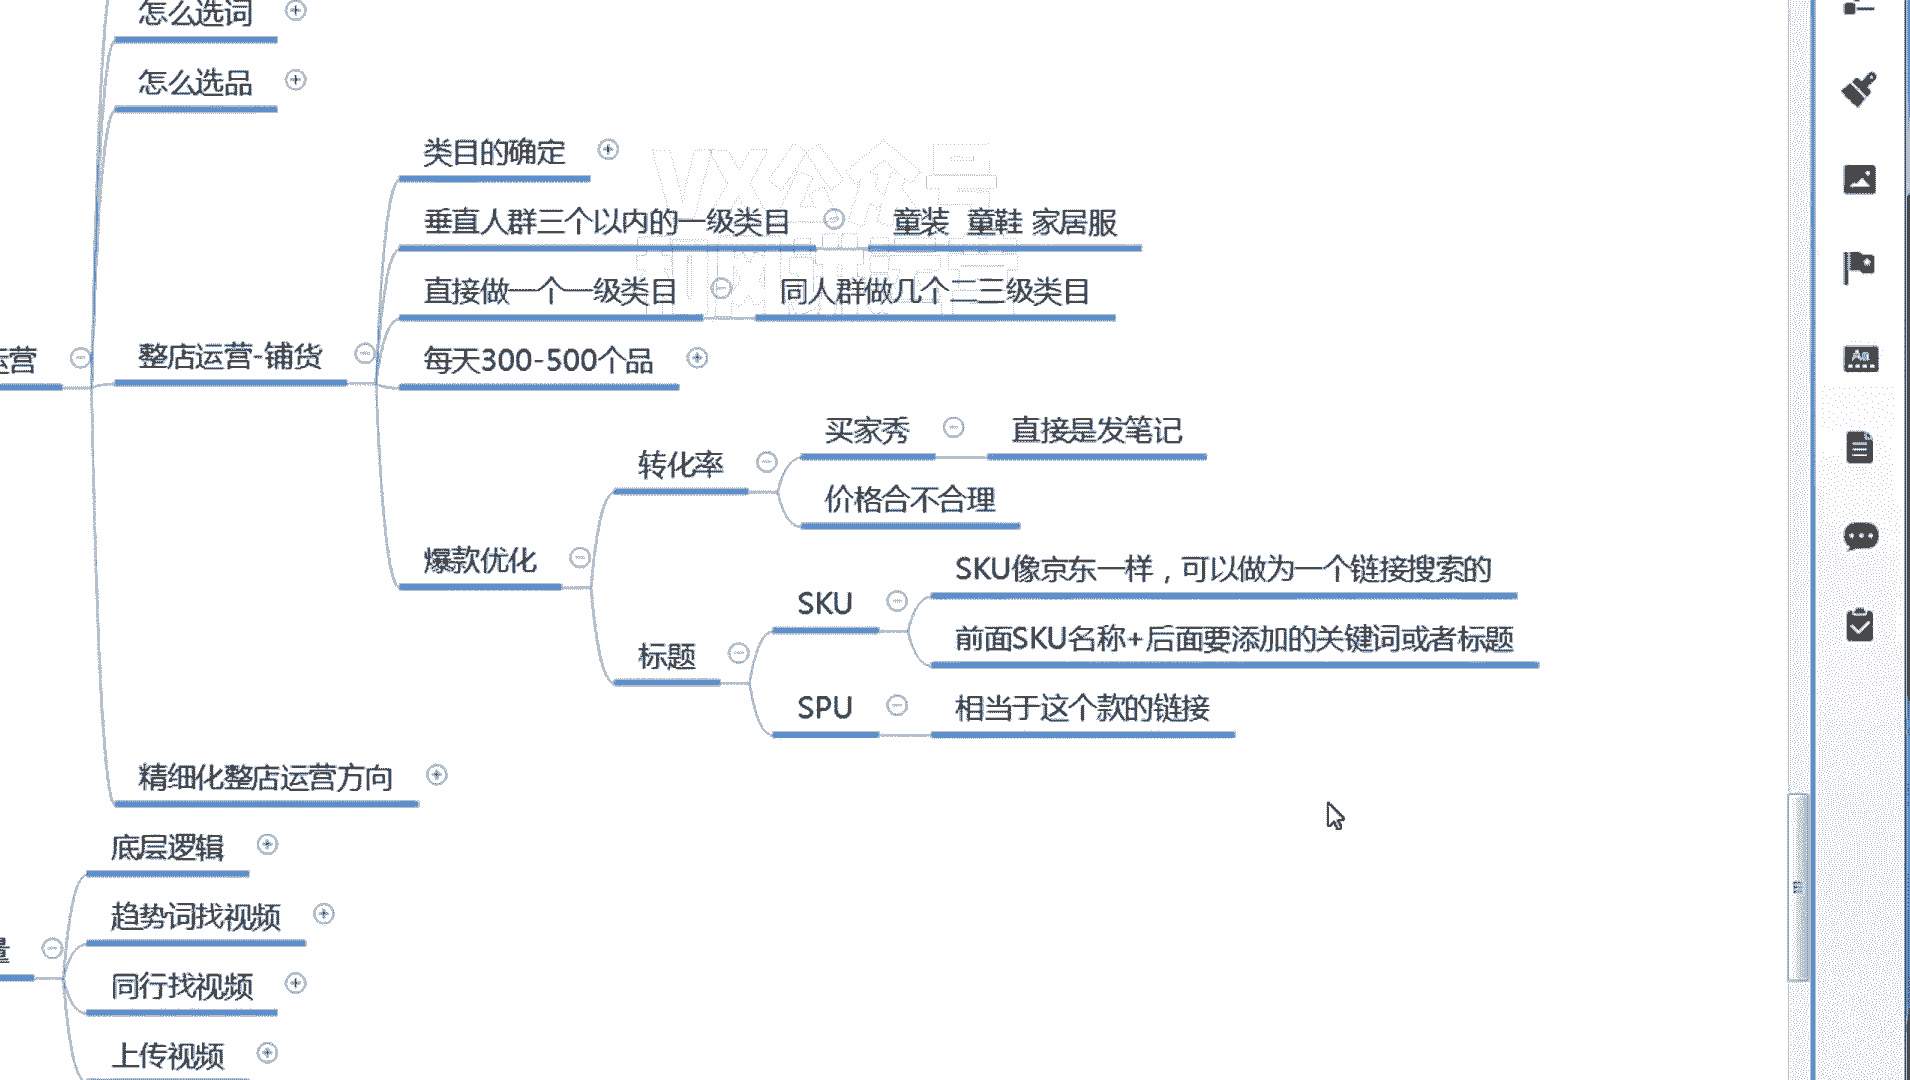 怎么选词
怎么选品
类目的确定
垂直人群三个以内的一级类目
童装 童鞋 家居服
直接做一个一级类目
同人群做几个二三级类目
运营
整店运营-铺货
每天300-500个品
买家秀
直接是发笔记
转化率
价格合不合理
爆款优化
SKU像京东一样，可以做为一个链接搜索的
SKU
前面SKU名称+后面要添加的关键词或者标题
标题
SPU
相当于这个款的链接
精细化整店运营方向
底层逻辑
趋势词找视频
量
同行找视频
上传视频
VX公众号
Aa